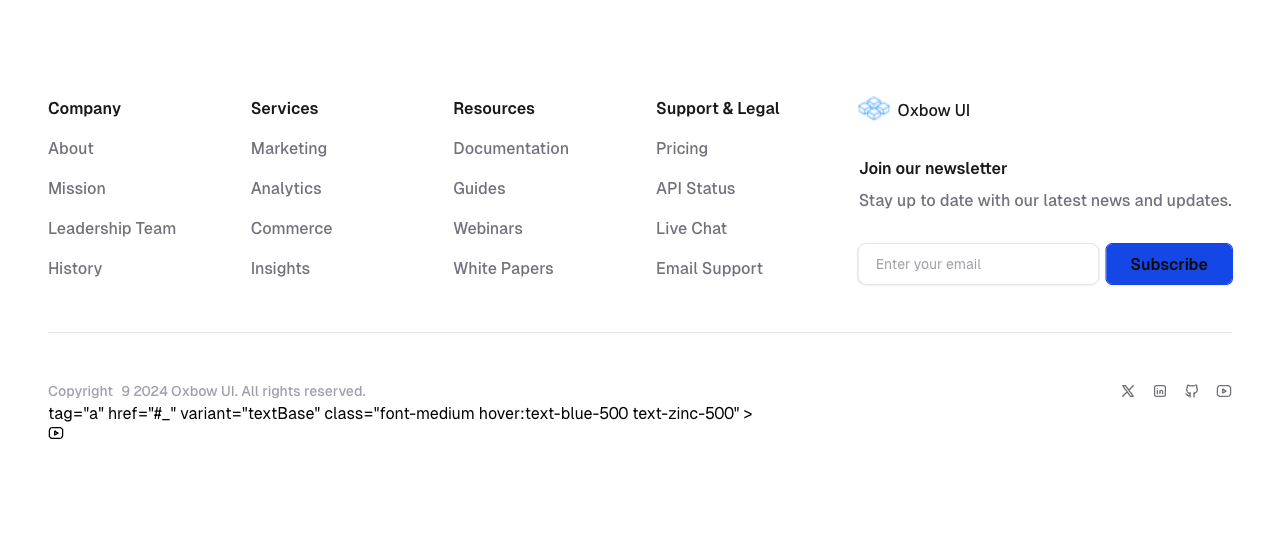 Company
About
Mission
Leadership Team
History
Services
Marketing
Analytics
Commerce
Insights
Resources
Documentation
Guides
Webinars
White Papers
Support & Legal
Pricing
API Status
Live Chat
Email Support
Oxbow UI
Join our newsletter
Stay up to date with our latest news and updates.
Enter your email
Subscribe
Copyright 9 2024 Oxbow UI. All rights reserved.
tag="a" href="#_" variant="textBase" class="font-medium hover:text-blue-500 text-zinc-500" >